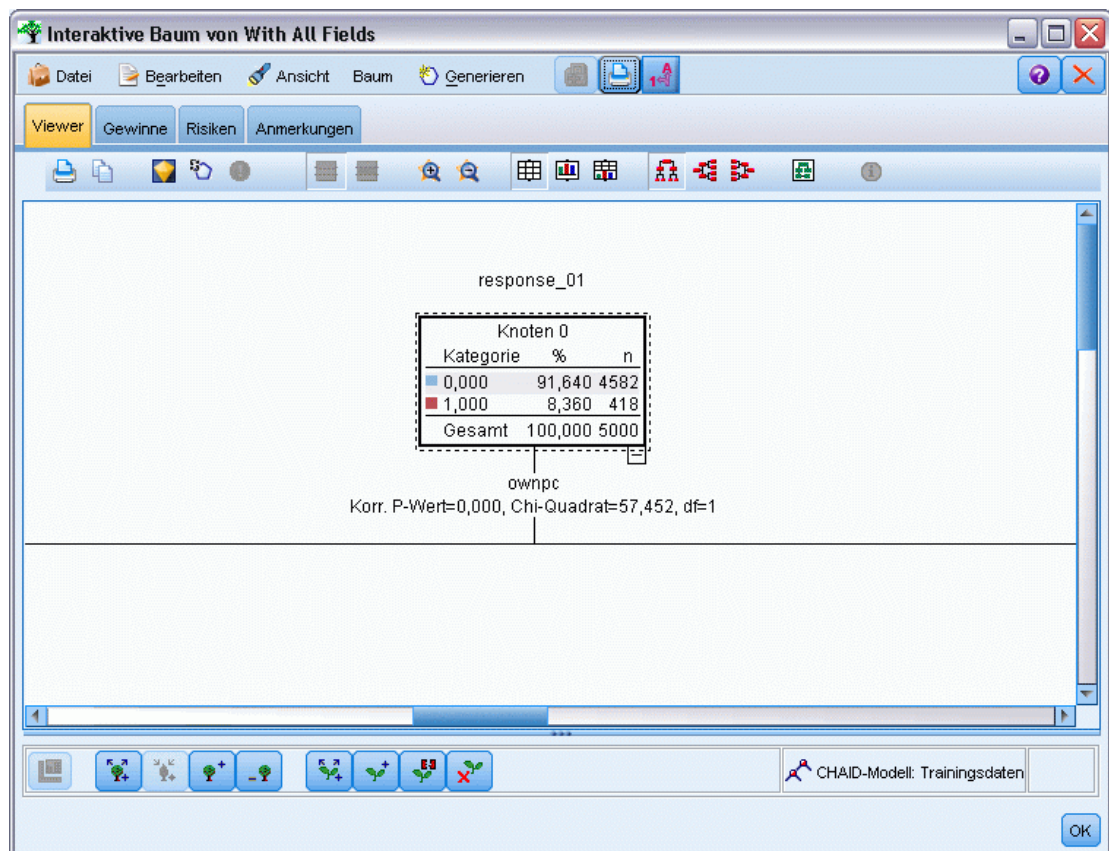 Interaktive Baum von With All Fields
Datei Bearbeiten Ansicht Baum Generieren
Viewer Gewinne Risiken Anmerkungen
response_01
Knoten 0
Kategorie % n
0,000 91,640 4582
1,000 8,360 418
Gesamt 100,000 5000
ownpc
Korr. P-Wert=0,000, Chi-Quadrat=57,452, df=1
CHAID-Modell: Trainingsdaten
OK